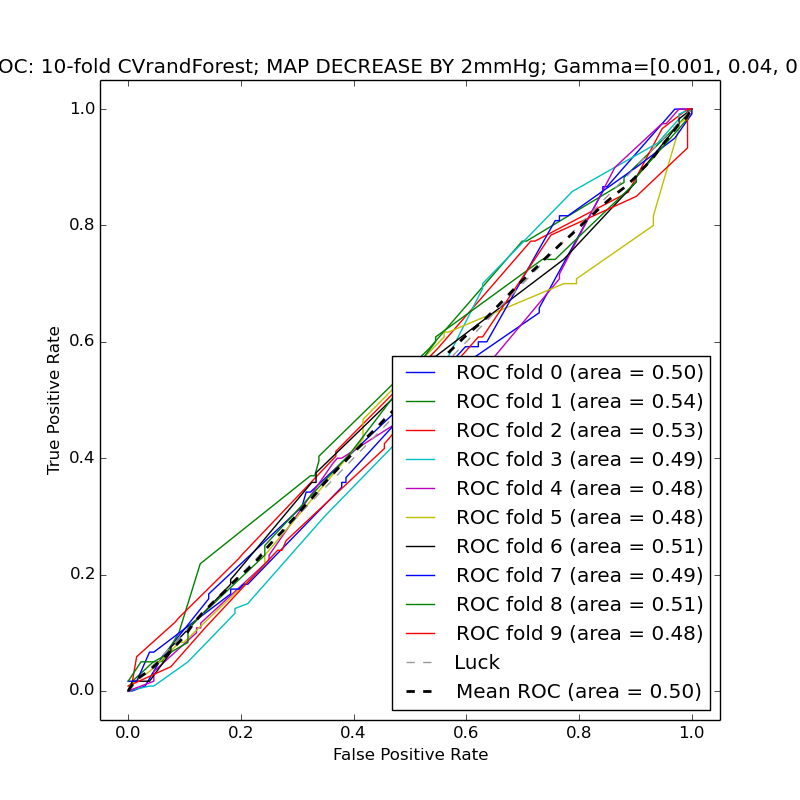 OC: 10-fold CVrandForest; MAP DECREASE BY 2mmHg; Gamma=[0.001, 0.04, 0
1.0
0.8
0.6
0.4
0.2
0.0
True Positive Rate
ROC fold 0 (area = 0.50)
ROC fold 1 (area = 0.54)
ROC fold 2 (area = 0.53)
ROC fold 3 (area = 0.49)
ROC fold 4 (area = 0.48)
ROC fold 5 (area = 0.48)
ROC fold 6 (area = 0.51)
ROC fold 7 (area = 0.49)
ROC fold 8 (area = 0.51)
ROC fold 9 (area = 0.48)
Luck
Mean ROC (area = 0.50)
0.0 0.2 0.4 0.6 0.8 1.0
False Positive Rate